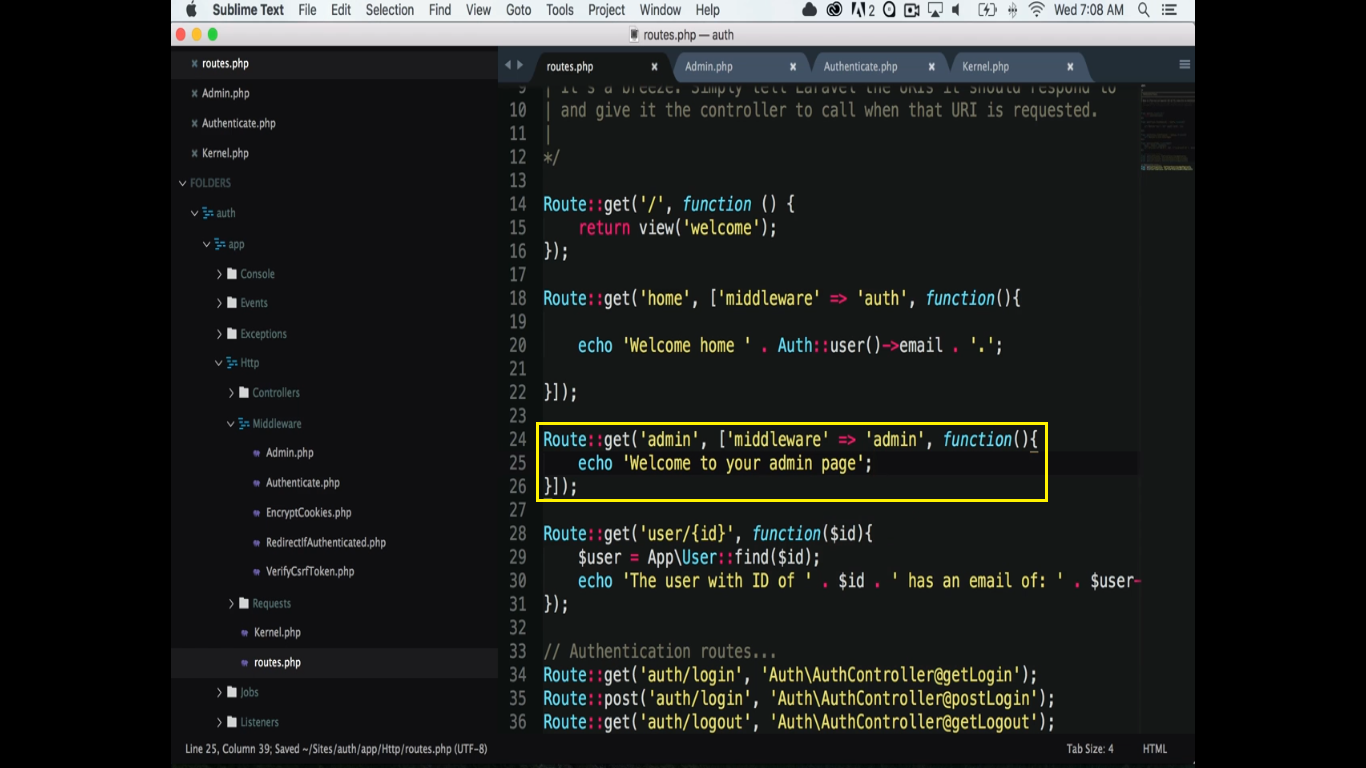 Sublime Text File Edit Selection Find View Goto Tools Project Window Help 2 Wed 7:08 AM
routes.php — auth
routes.php
Admin.php
Authenticate.php
Kernel.php
FOLDERS
auth
app
Console
Events
Exceptions
Http
Controllers
Middleware
Admin.php
Authenticate.php
EncryptCookies.php
RedirectIfAuthenticated.php
VerifyCsrfToken.php
Requests
Kernel.php
routes.php
Jobs
Listeners
routes.php Admin.php Authenticate.php Kernel.php
9 | It's a breeze. Simply tell Laravel the URIs it should respond to
10 | and give it the controller to call when that URI is requested.
11 |
12 */
13
14 Route::get('/', function () {
15 return view('welcome');
16 });
17
18 Route::get('home', ['middleware' => 'auth', function(){
19
20 echo 'Welcome home ' . Auth::user()->email . '.';
21
22 }]);
23
24 Route::get('admin', ['middleware' => 'admin', function(){
25 echo 'Welcome to your admin page';
26 }]);
27
28 Route::get('user/{id}', function($id){
29 $user = App\User::find($id);
30 echo 'The user with ID of ' . $id . ' has an email of: ' . $user-
31 });
32
33 // Authentication routes...
34 Route::get('auth/login', 'Auth\AuthController@getLogin');
35 Route::post('auth/login', 'Auth\AuthController@postLogin');
36 Route::get('auth/logout', 'Auth\AuthController@getLogout');
Line 25, Column 39; Saved ~/Sites/auth/app/Http/routes.php (UTF-8) Tab Size: 4 HTML